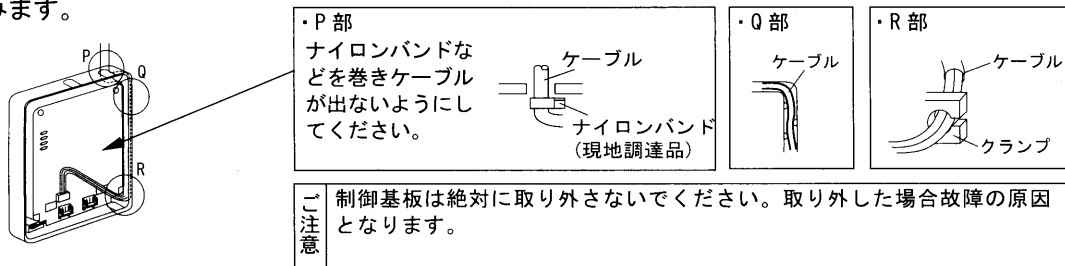 みます。
P
Q
R
・P部
ナイロンバンドな
どを巻きケーブル
が出ないようにし
てください。
ケーブル
ナイロンバンド
(現地調達品)
・Q部
ケーブル
・R部
ケーブル
クランプ
ご注意
制御基板は絶対に取り外さないでください。取り外した場合故障の原因
となります。